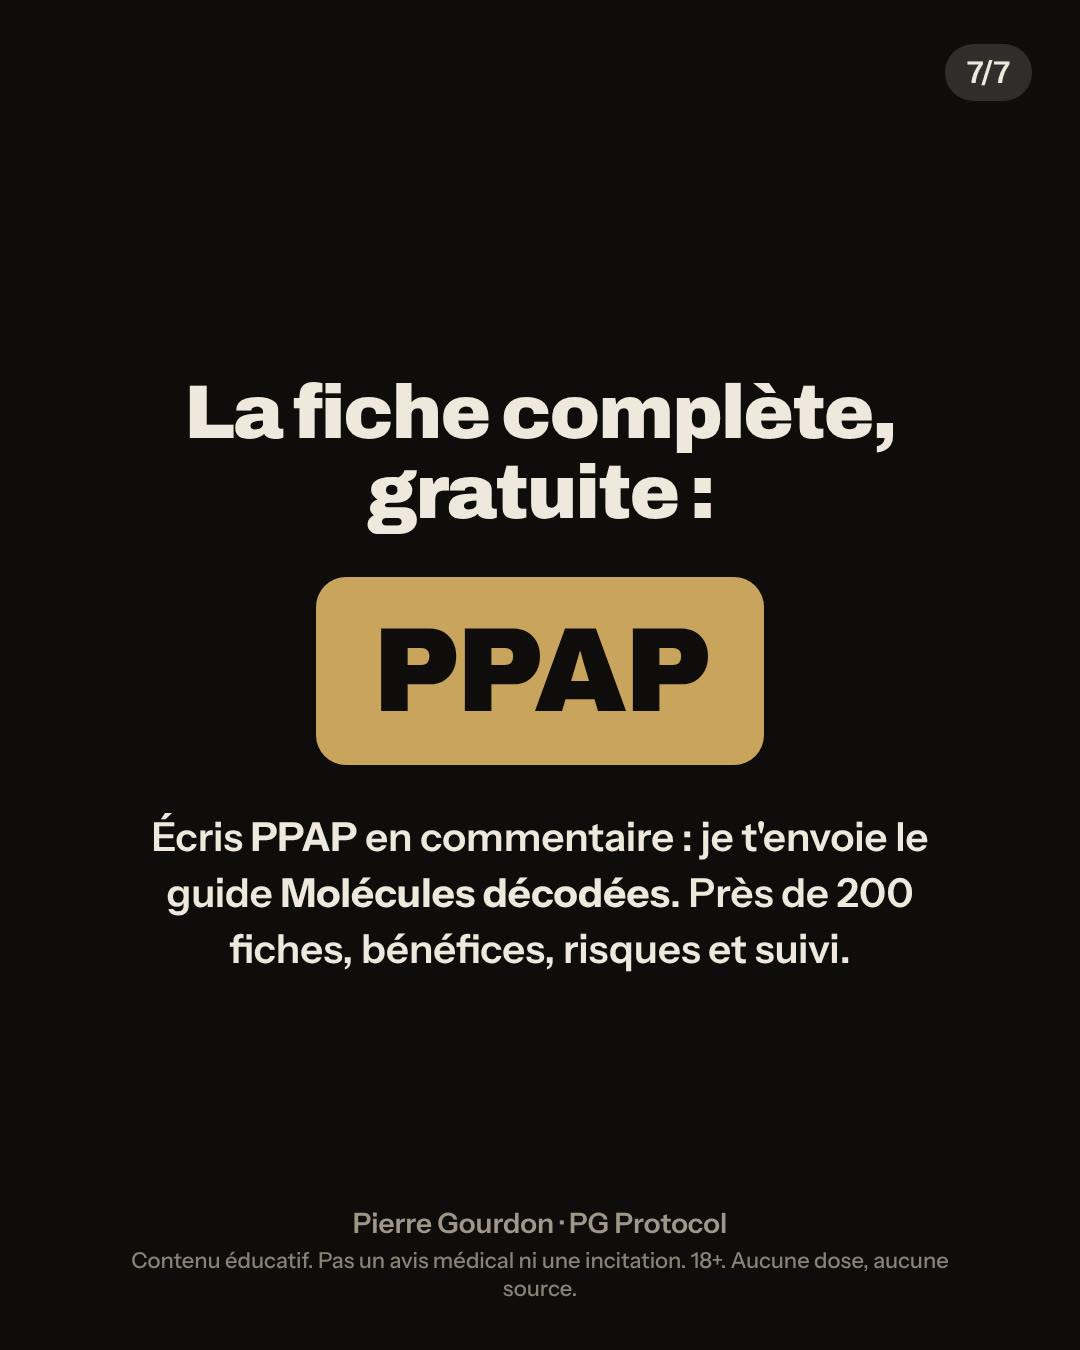 7/7
La fiche complète,
gratuite :
PPAP
Écris PPAP en commentaire : je t'envoie le
guide Molécules décodées. Près de 200
fiches, bénéfices, risques et suivi.
Pierre Gourdon · PG Protocol
Contenu éducatif. Pas un avis médical ni une incitation. 18+. Aucune dose, aucune
source.